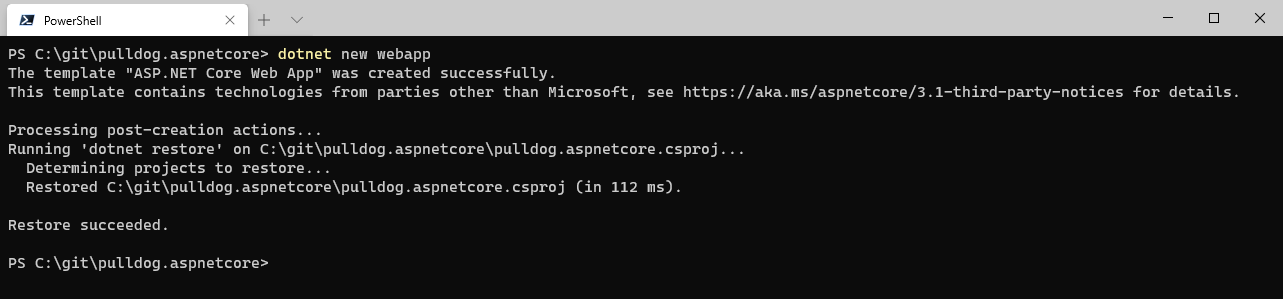 PowerShell
PS C:\git\pulldog.aspnetcore> dotnet new webapp
The template "ASP.NET Core Web App" was created successfully.
This template contains technologies from parties other than Microsoft, see https://aka.ms/aspnetcore/3.1-third-party-notices for details.
Processing post-creation actions...
Running 'dotnet restore' on C:\git\pulldog.aspnetcore\pulldog.aspnetcore.csproj...
  Determining projects to restore...
  Restored C:\git\pulldog.aspnetcore\pulldog.aspnetcore.csproj (in 112 ms).
Restore succeeded.
PS C:\git\pulldog.aspnetcore>